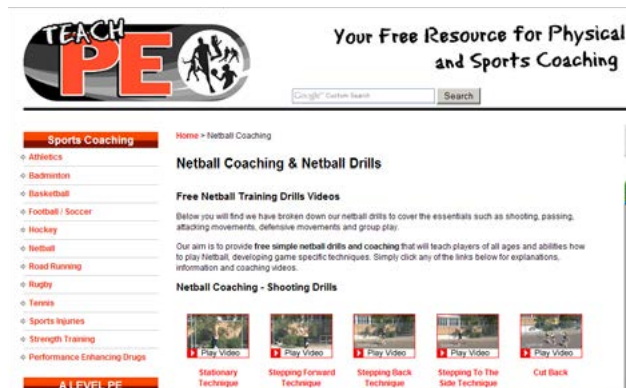 TEACH
PE
Your Free Resource for Physical
and Sports Coaching
Google™ Custom Search
Search
Sports Coaching
Athletics
Badminton
Basketball
Football / Soccer
Hockey
Netball
Road Running
Rugby
Tennis
Sports Injuries
Strength Training
Performance Enhancing Drugs
A LEVEL PE
Home > Netball Coaching
Netball Coaching & Netball Drills
Free Netball Training Drills Videos
Below you will find we have broken down our netball drills to cover the essentials such as shooting, passing,
attacking movements, defensive movements and group play.
Our aim is to provide free simple netball drills and coaching that will teach players of all ages and abilities how
to play Netball, developing game specific techniques. Simply click any of the links below for explanations,
information and coaching videos.
Netball Coaching - Shooting Drills
Play Video Play Video Play Video Play Video Play Video
Stationary Stepping Forward Stepping Back Stepping To The Cut Back
Technique Technique Technique Side Technique